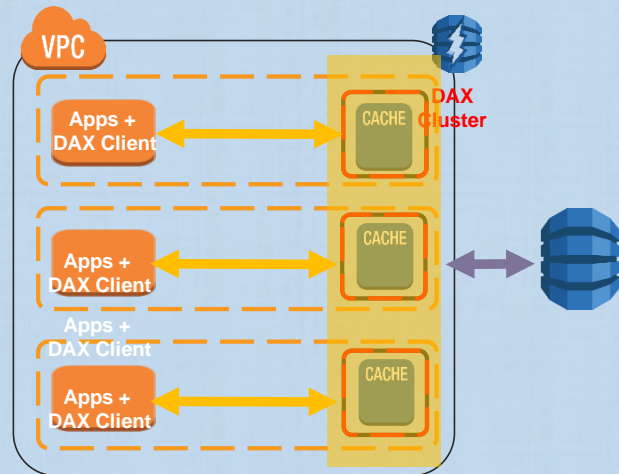 VPC
Apps +
DAX Client
CACHE
DAX
Cluster
Apps +
DAX Client
CACHE
Apps +
DAX Client
Apps +
DAX Client
CACHE